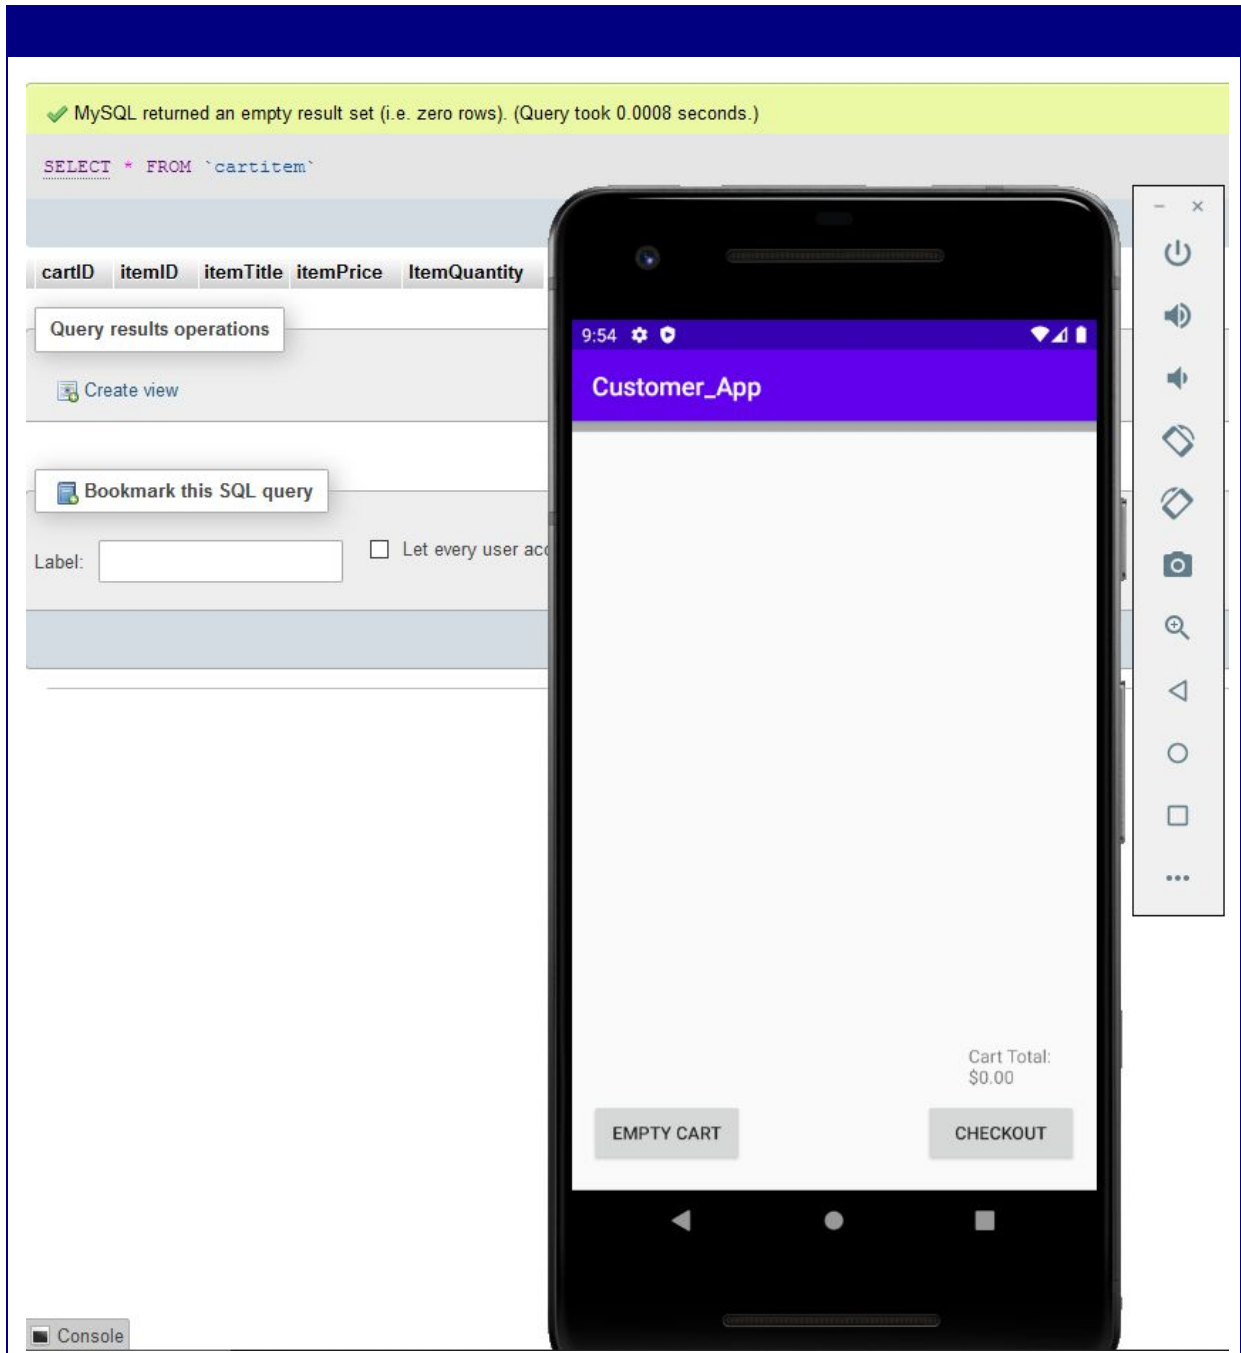 MySQL returned an empty result set (i.e. zero rows). (Query took 0.0008 seconds.)
SELECT * FROM `cartitem`
cartID itemID itemTitle itemPrice ItemQuantity
Query results operations
Create view
Bookmark this SQL query
Label:
Let every user acc
Console
9:54
Customer_App
Cart Total:
$0.00
EMPTY CART
CHECKOUT